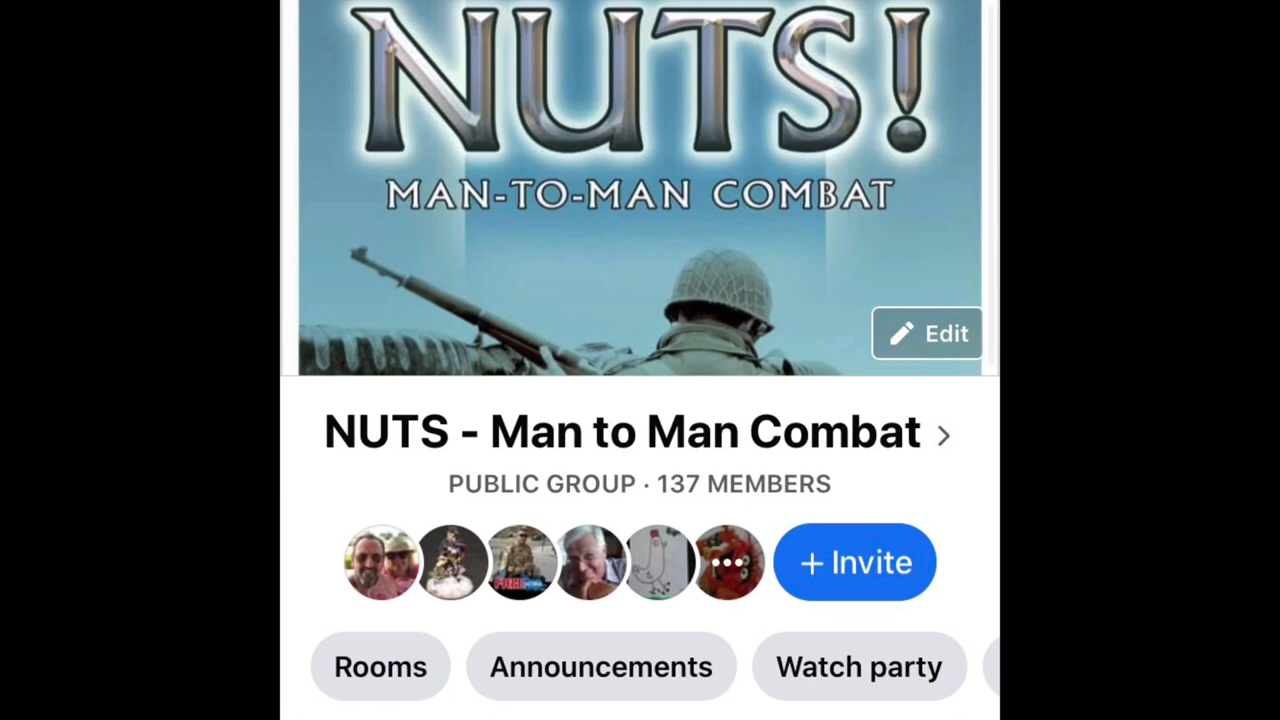 NUTS!
MAN-TO-MAN COMBAT
Edit
NUTS - Man to Man Combat
PUBLIC GROUP · 137 MEMBERS
+ Invite
Rooms
Announcements
Watch party